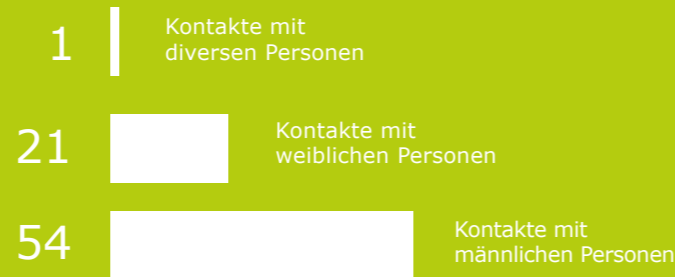 1
Kontakte mit
diversen Personen
21
Kontakte mit
weiblichen Personen
54
Kontakte mit
männlichen Personen